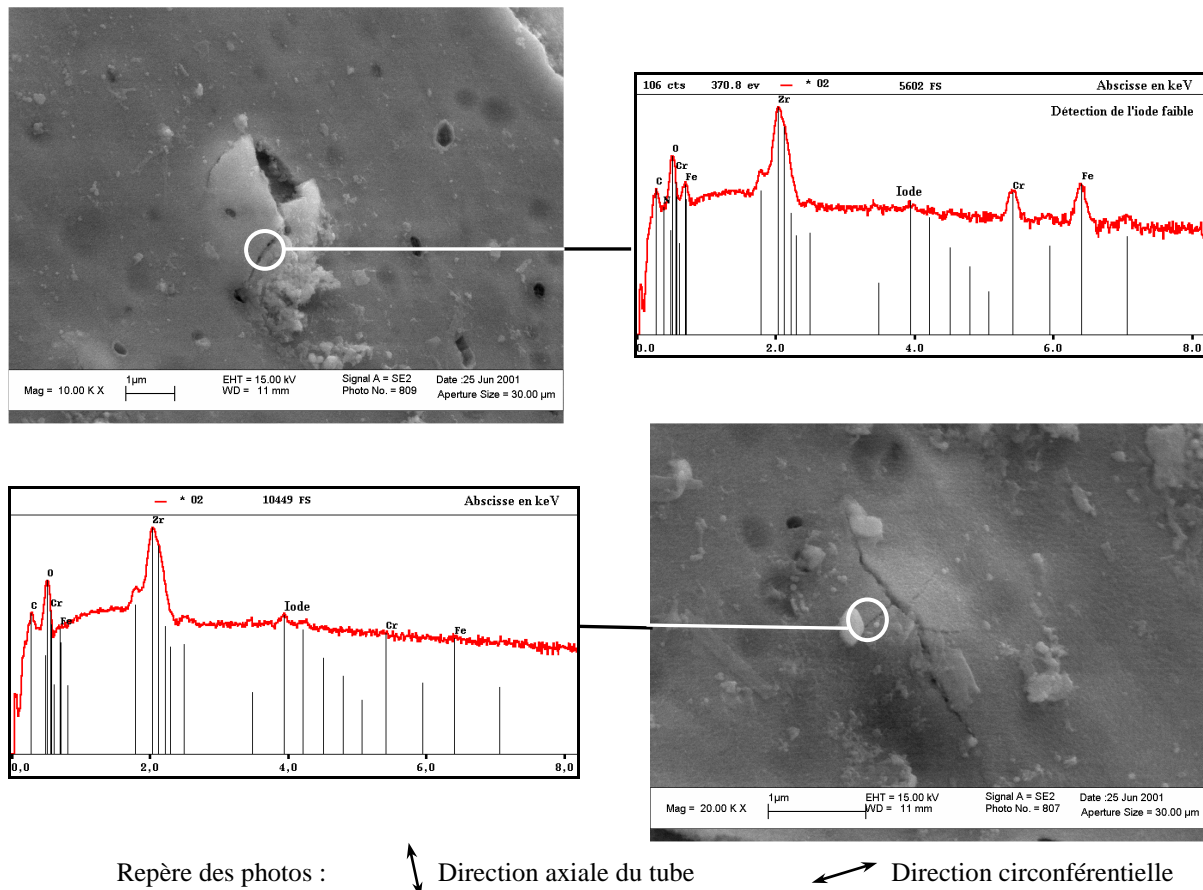 106 cts 370.8 ev — * 02 5602 FS Abscisse en keV
Détection de l'iode faible
Zr
O
Cr
C
Fe
N
Iode
Cr
Fe
0.0 2.0 4.0 6.0 8.0
Mag = 10.00 K X 1µm EHT = 15.00 kV Signal A = SE2 Date :25 Jun 2001
WD = 11 mm Photo No. = 809 Aperture Size = 30.00 µm
— * 02 10449 FS Abscisse en keV
Zr
O
C
Cr
Fe
Iode
Cr
Fe
0,0 2,0 4,0 6,0 8,0
Mag = 20.00 K X 1µm EHT = 15.00 kV Signal A = SE2 Date :25 Jun 2001
WD = 11 mm Photo No. = 807 Aperture Size = 30.00 µm
Repère des photos : Direction axiale du tube Direction circonférentielle